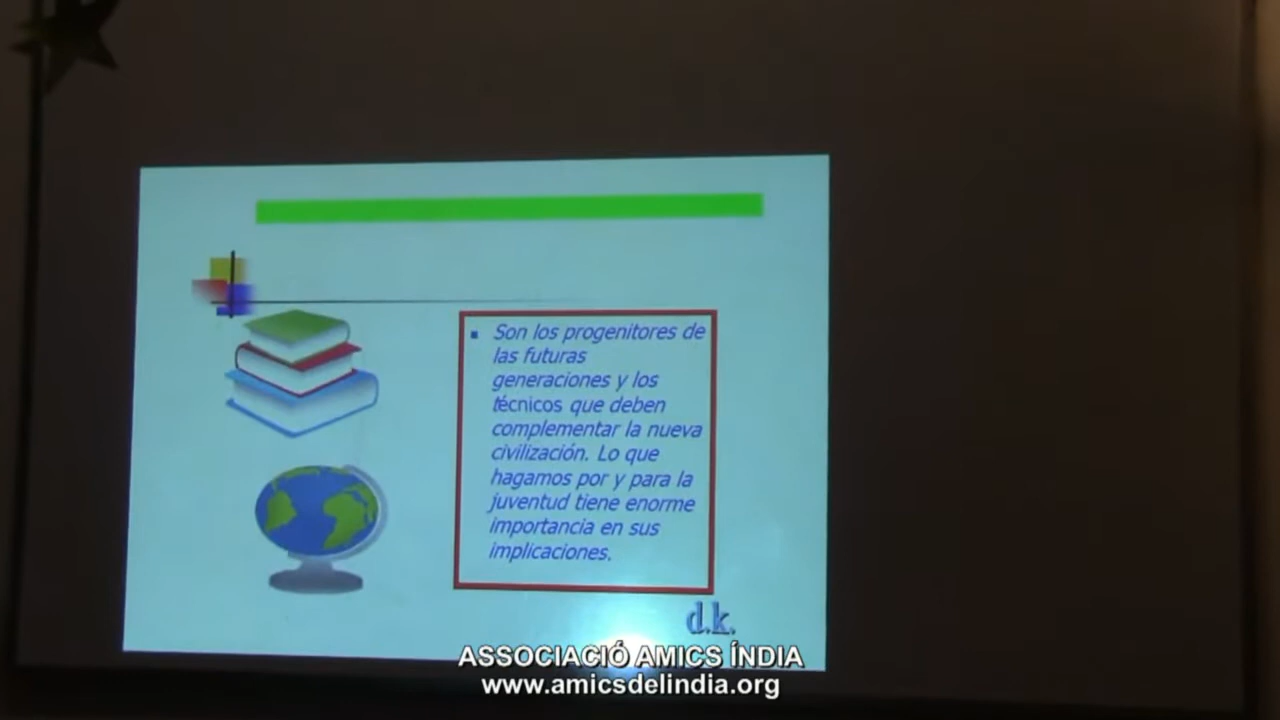 Son los progenitores de
las futuras
generaciones y los
técnicos que deben
complementar la nueva
civilización. Lo que
hagamos por y para la
juventud tiene enorme
importancia en sus
implicaciones.
d.k.
ASSOCIACIÓ AMICS ÍNDIA
www.amicsdelindia.org